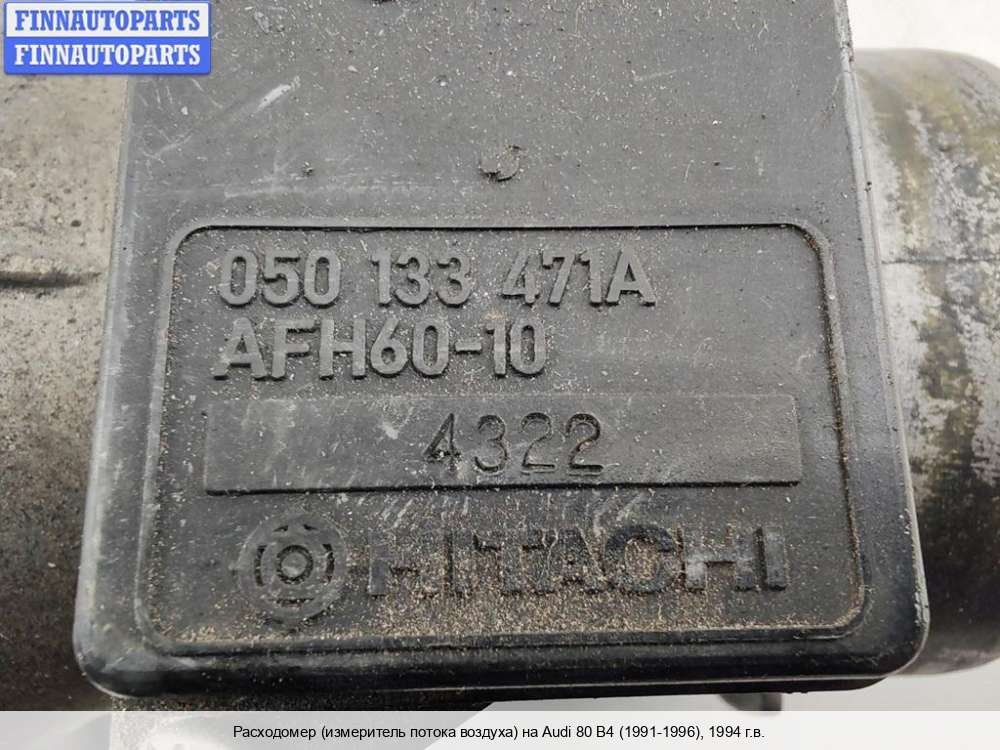 FINNAUTOPARTS
FINNAUTOPARTS
050 133 471A
AFH60-10
4322
HITACHI
Расходомер (измеритель потока воздуха) на Audi 80 B4 (1991-1996), 1994 г.в.